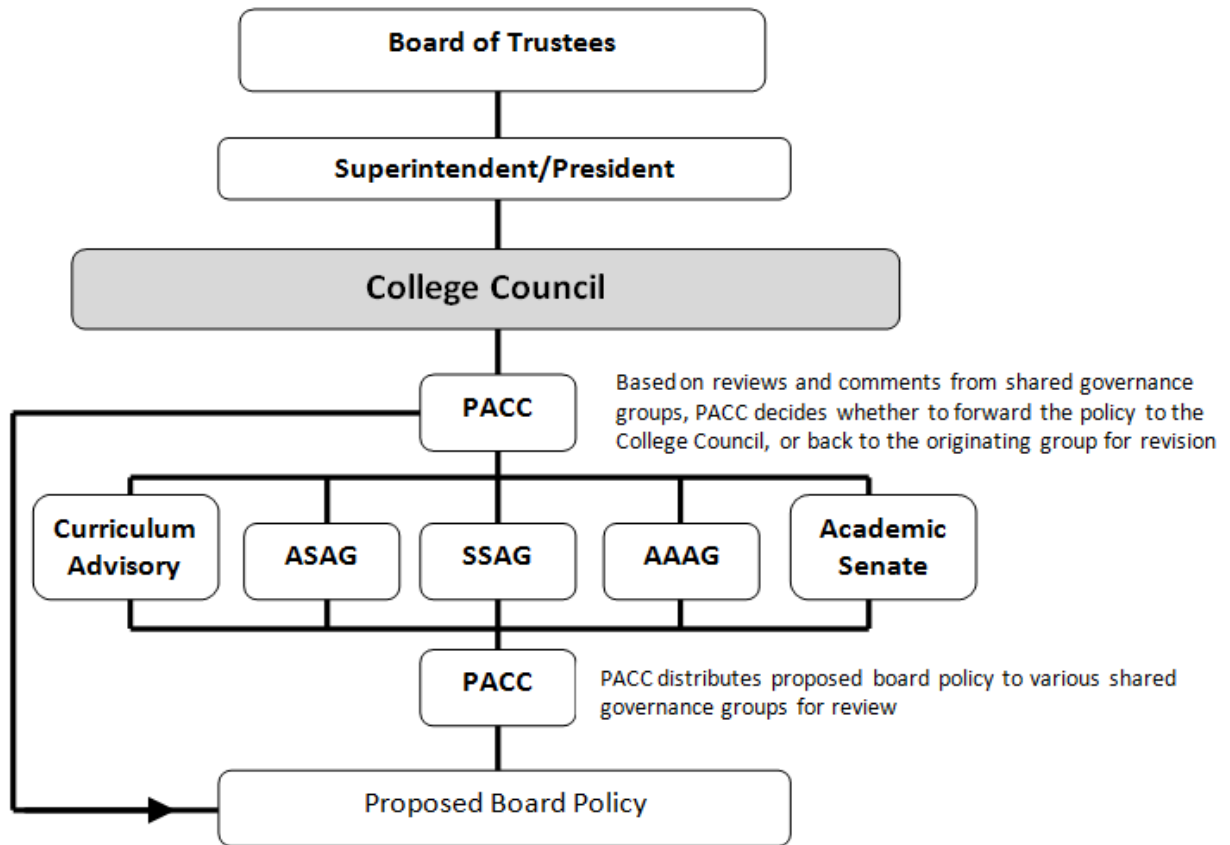 Board of Trustees
Superintendent/President
College Council
PACC
Based on reviews and comments from shared governance
groups, PACC decides whether to forward the policy to the
College Council, or back to the originating group for revision
Curriculum
Advisory
ASAG
SSAG
AAAG
Academic
Senate
PACC
PACC distributes proposed board policy to various shared
governance groups for review
Proposed Board Policy